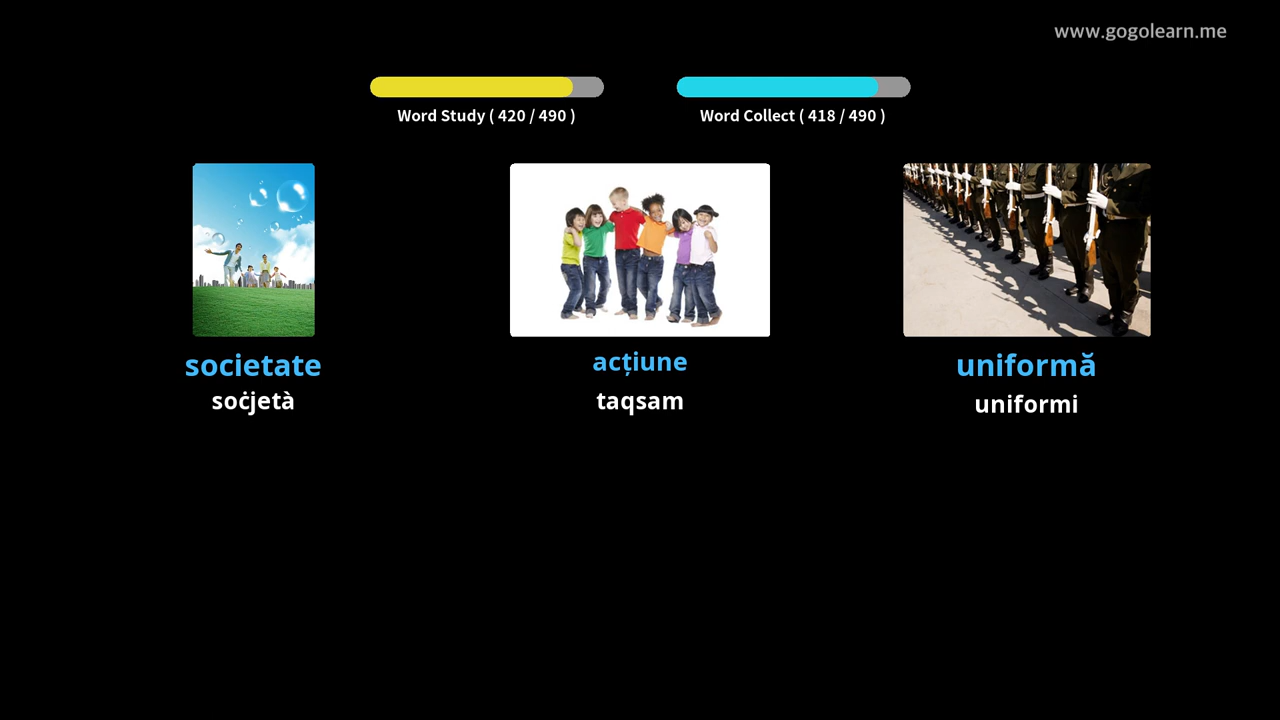 www.gogolearn.me
Word Study ( 420 / 490 )
Word Collect ( 418 / 490 )
societate
soċjetà
acțiune
taqsam
uniformă
uniformi